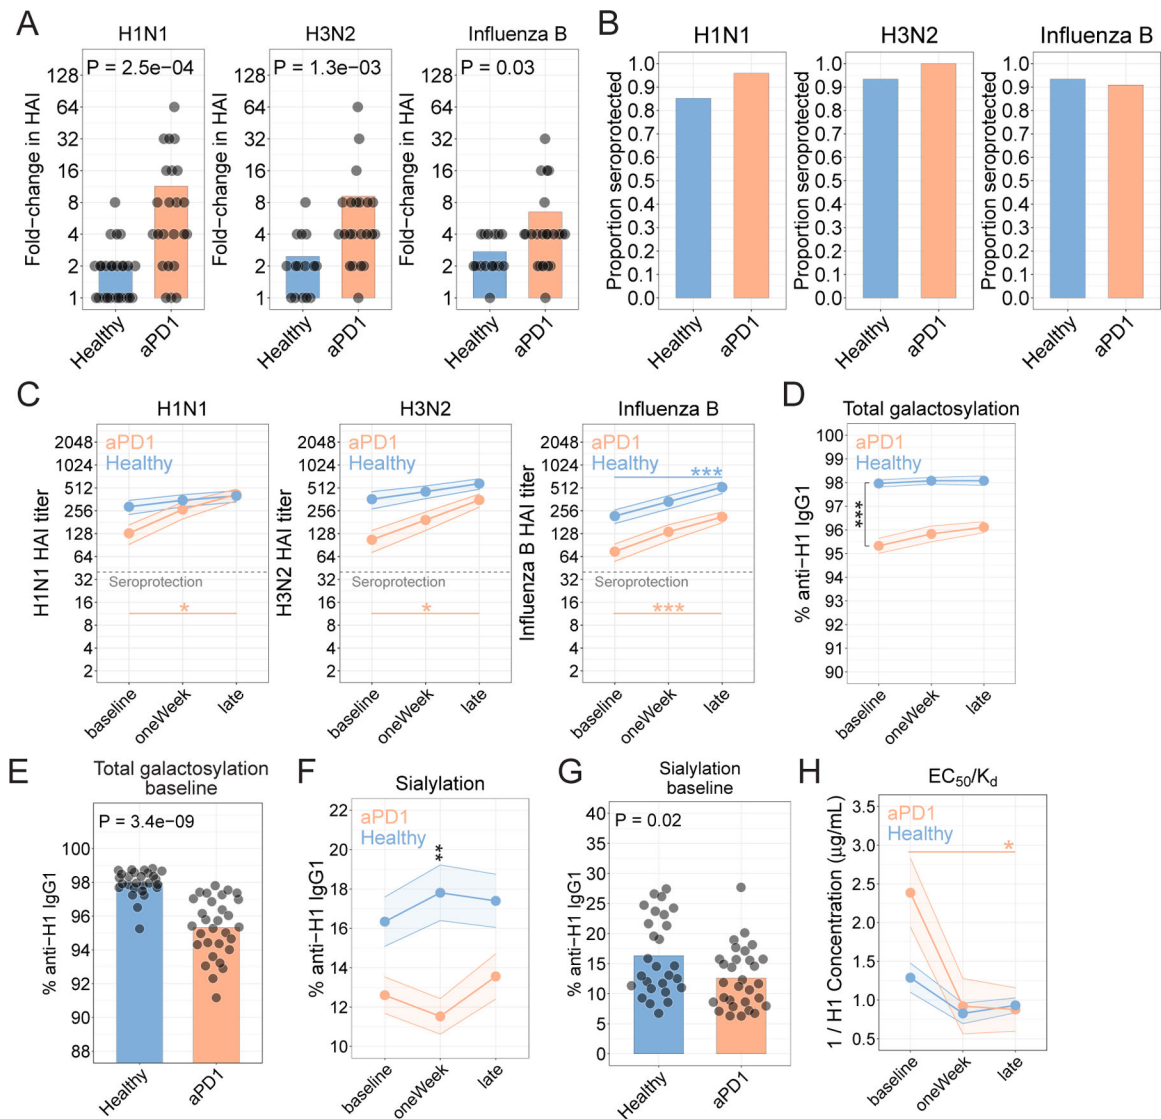 A
H1N1
P = 2.5e−04
Fold−change in HAI
128
64
32
16
8
4
2
1
Healthy
aPD1
H3N2
P = 1.3e−03
Fold−change in HAI
128
64
32
16
8
4
2
1
Healthy
aPD1
Influenza B
P = 0.03
Fold−change in HAI
128
64
32
16
8
4
2
1
Healthy
aPD1
B
H1N1
Proportion seroprotected
1.0
0.9
0.8
0.7
0.6
0.5
0.4
0.3
0.2
0.1
0.0
Healthy
aPD1
H3N2
Proportion seroprotected
1.0
0.9
0.8
0.7
0.6
0.5
0.4
0.3
0.2
0.1
0.0
Healthy
aPD1
Influenza B
Proportion seroprotected
1.0
0.9
0.8
0.7
0.6
0.5
0.4
0.3
0.2
0.1
0.0
Healthy
aPD1
C
H1N1
H1N1 HAI titer
2048
1024
512
256
128
64
32
16
8
4
2
aPD1
Healthy
Seroprotection
*
baseline
oneWeek
late
H3N2
H3N2 HAI titer
2048
1024
512
256
128
64
32
16
8
4
2
aPD1
Healthy
Seroprotection
*
baseline
oneWeek
late
Influenza B
Influenza B HAI titer
2048
1024
512
256
128
64
32
16
8
4
2
aPD1
Healthy
***
Seroprotection
***
baseline
oneWeek
late
D
Total galactosylation
% anti−H1 IgG1
100
99
98
97
96
95
94
93
92
91
90
aPD1
Healthy
***
baseline
oneWeek
late
E
Total galactosylation
baseline
P = 3.4e−09
% anti−H1 IgG1
100
98
96
94
92
90
88
Healthy
aPD1
F
Sialylation
% anti−H1 IgG1
22
20
18
16
14
12
10
aPD1
Healthy
**
baseline
oneWeek
late
G
Sialylation
baseline
P = 0.02
% anti−H1 IgG1
40
35
30
25
20
15
10
5
0
Healthy
aPD1
H
EC50/Kd
1 / H1 Concentration (µg/mL)
3.5
3.0
2.5
2.0
1.5
1.0
0.5
aPD1
Healthy
*
baseline
oneWeek
late